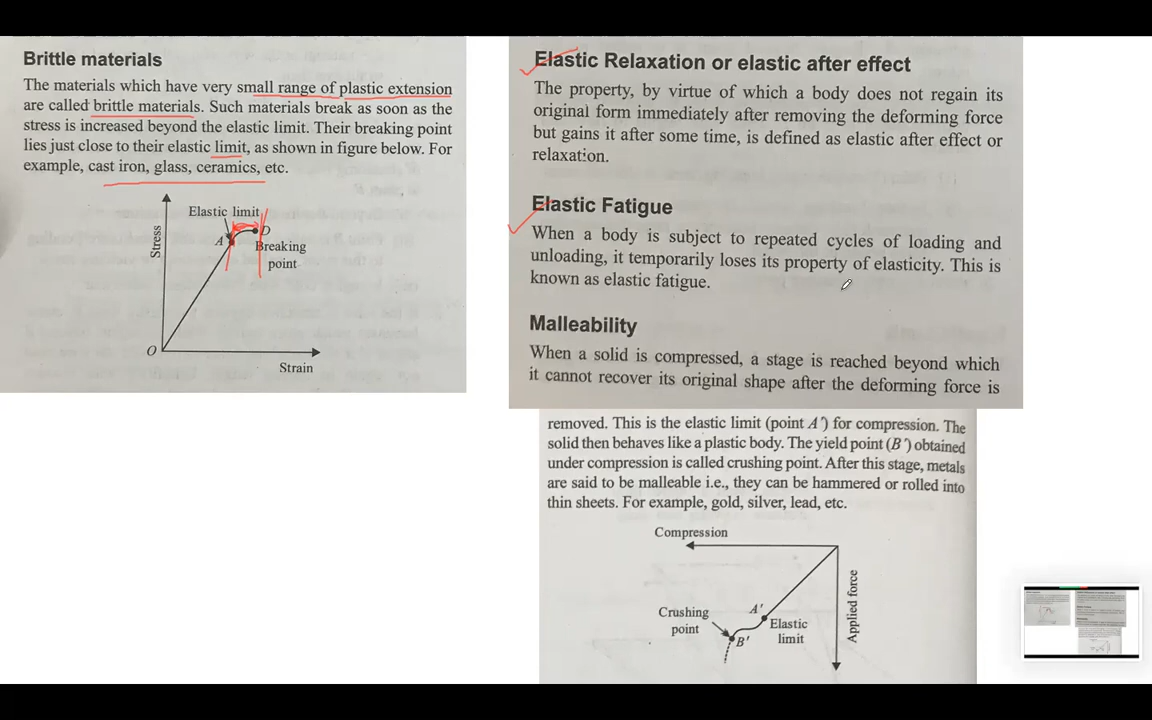 Brittle materials
The materials which have very small range of plastic extension
are called brittle materials. Such materials break as soon as the
stress is increased beyond the elastic limit. Their breaking point
lies just close to their elastic limit, as shown in figure below. For
example, cast iron, glass, ceramics, etc.
Elastic limit
Stress
A
D
Breaking
point
O
Strain
Elastic Relaxation or elastic after effect
The property, by virtue of which a body does not regain its
original form immediately after removing the deforming force
but gains it after some time, is defined as elastic after effect or
relaxation.
Elastic Fatigue
When a body is subject to repeated cycles of loading and
unloading, it temporarily loses its property of elasticity. This is
known as elastic fatigue.
Malleability
When a solid is compressed, a stage is reached beyond which
it cannot recover its original shape after the deforming force is
removed. This is the elastic limit (point A') for compression. The
solid then behaves like a plastic body. The yield point (B') obtained
under compression is called crushing point. After this stage, metals
are said to be malleable i.e., they can be hammered or rolled into
thin sheets. For example, gold, silver, lead, etc.
Compression
Applied force
Crushing
point
A'
Elastic
limit
B'